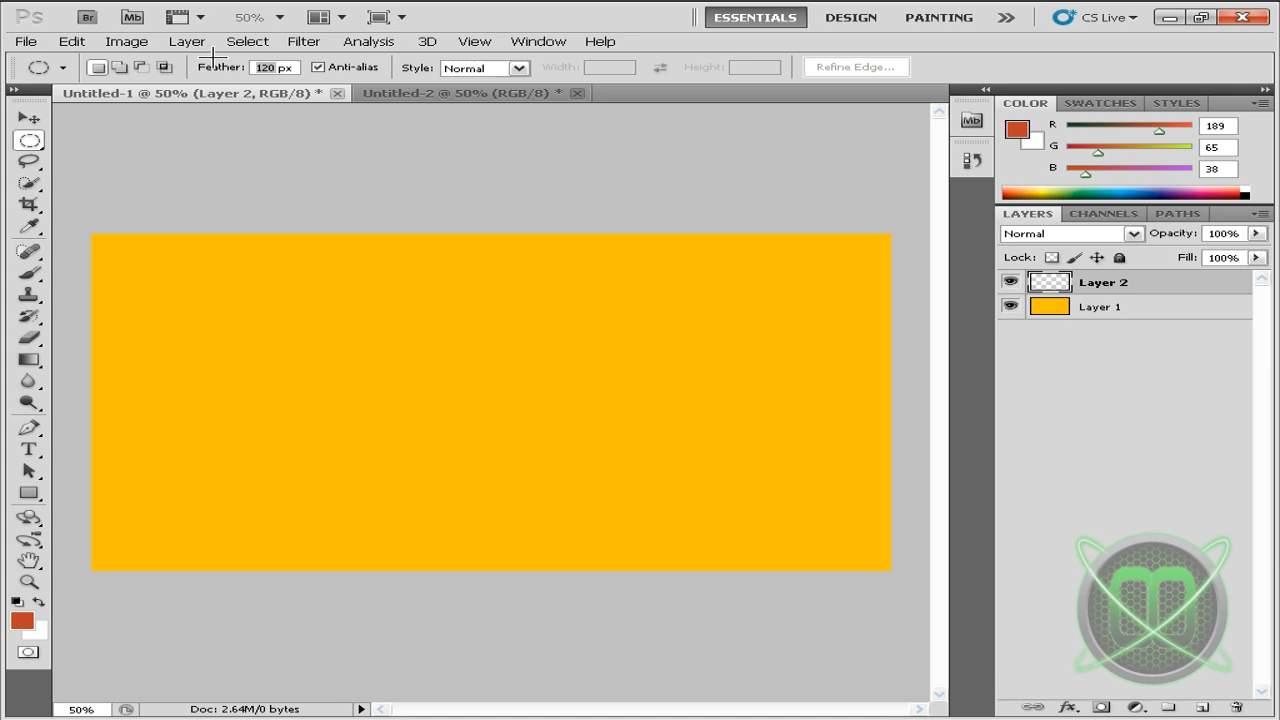 Ps Br Mb 50% ESSENTIALS DESIGN PAINTING CS Live
File Edit Image Layer Select Filter Analysis 3D View Window Help
Feather: 120 px Anti-alias Style: Normal Width: Height: Refine Edge...
Untitled-1 @ 50% (Layer 2, RGB/8) * Untitled-2 @ 50% (RGB/8) *
COLOR SWATCHES STYLES
Mb
R 189
G 65
B 38
LAYERS CHANNELS PATHS
Normal Opacity: 100%
Lock: Fill: 100%
Layer 2
Layer 1
T
50% Doc: 2.64M/0 bytes
fx